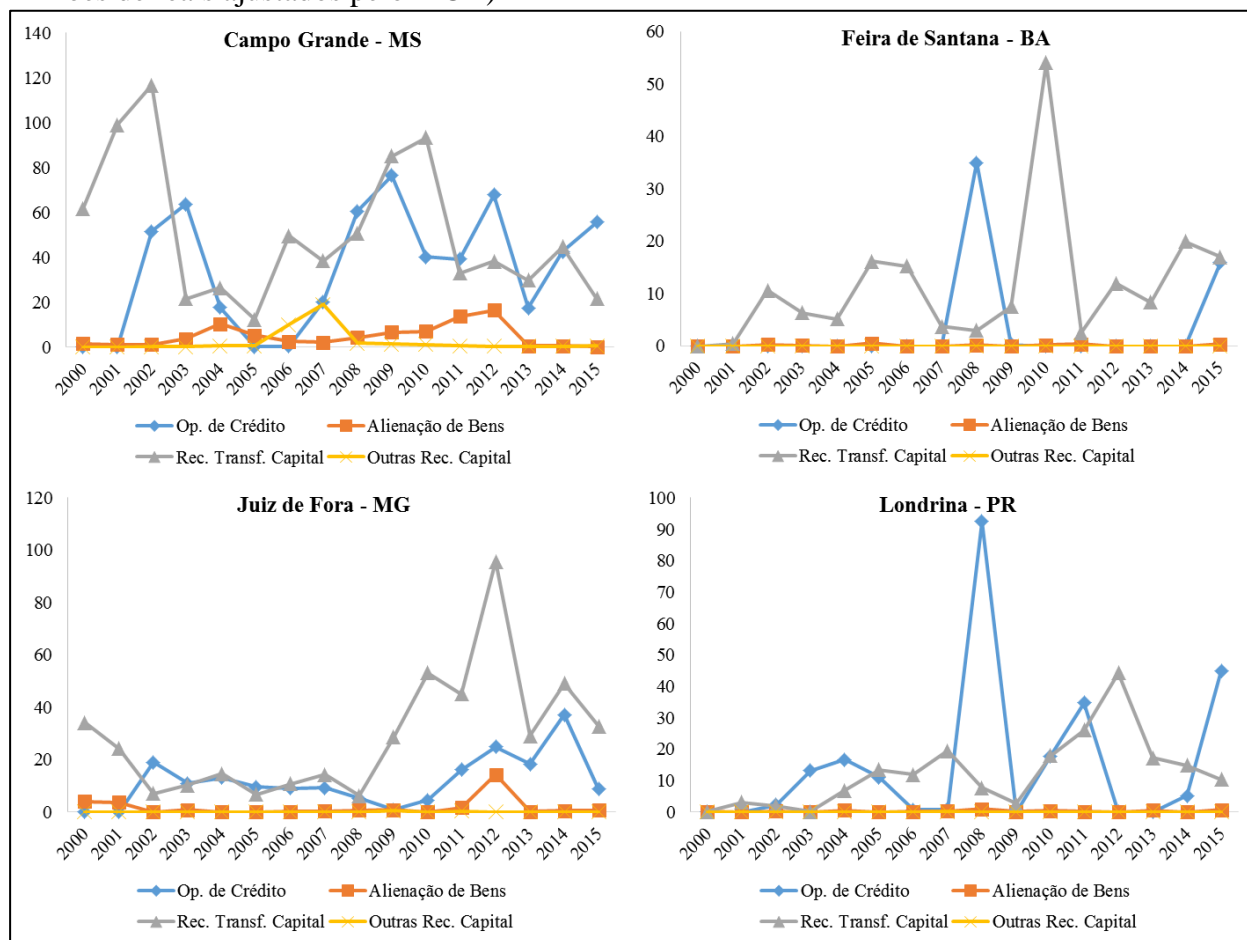 de reais ajustados pelo
Campo Grande - MS
140
120
100
80
60
40
20
0
2000 2001 2002 2003 2004 2005 2006 2007 2008 2009 2010 2011 2012 2013 2014 2015
Op. de Crédito Alienação de Bens
Rec. Transf. Capital Outras Rec. Capital
Feira de Santana - BA
60
50
40
30
20
10
0
2000 2001 2002 2003 2004 2005 2006 2007 2008 2009 2010 2011 2012 2013 2014 2015
Op. de Crédito Alienação de Bens
Rec. Transf. Capital Outras Rec. Capital
Juiz de Fora - MG
120
100
80
60
40
20
0
2000 2001 2002 2003 2004 2005 2006 2007 2008 2009 2010 2011 2012 2013 2014 2015
Op. de Crédito Alienação de Bens
Rec. Transf. Capital Outras Rec. Capital
Londrina - PR
100
90
80
70
60
50
40
30
20
10
0
2000 2001 2002 2003 2004 2005 2006 2007 2008 2009 2010 2011 2012 2013 2014 2015
Op. de Crédito Alienação de Bens
Rec. Transf. Capital Outras Rec. Capital